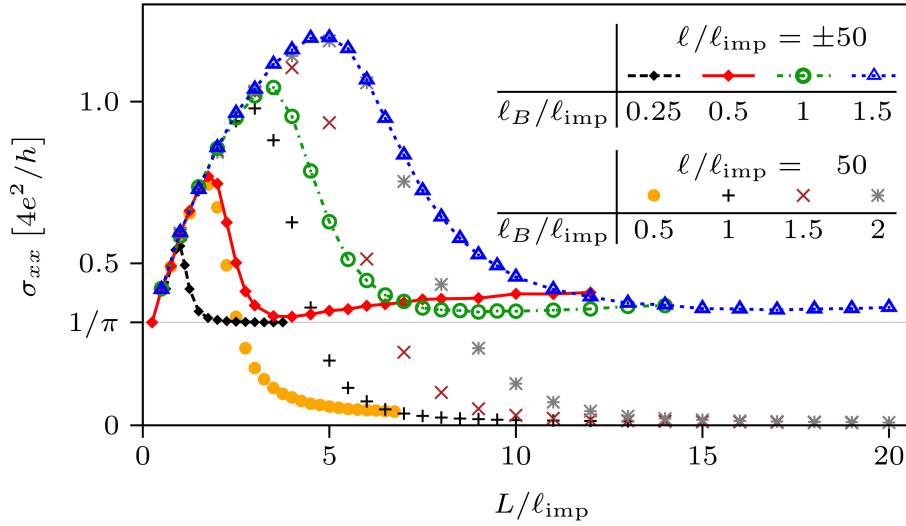 σxx [4e²/h]
1.0
0.5
1/π
0
ℓ/ℓimp = ±50
0.25 0.5 1 1.5
ℓB/ℓimp
ℓ/ℓimp = 50
ℓB/ℓimp 0.5 1 1.5 2
0 5 10 15 20
L/ℓimp